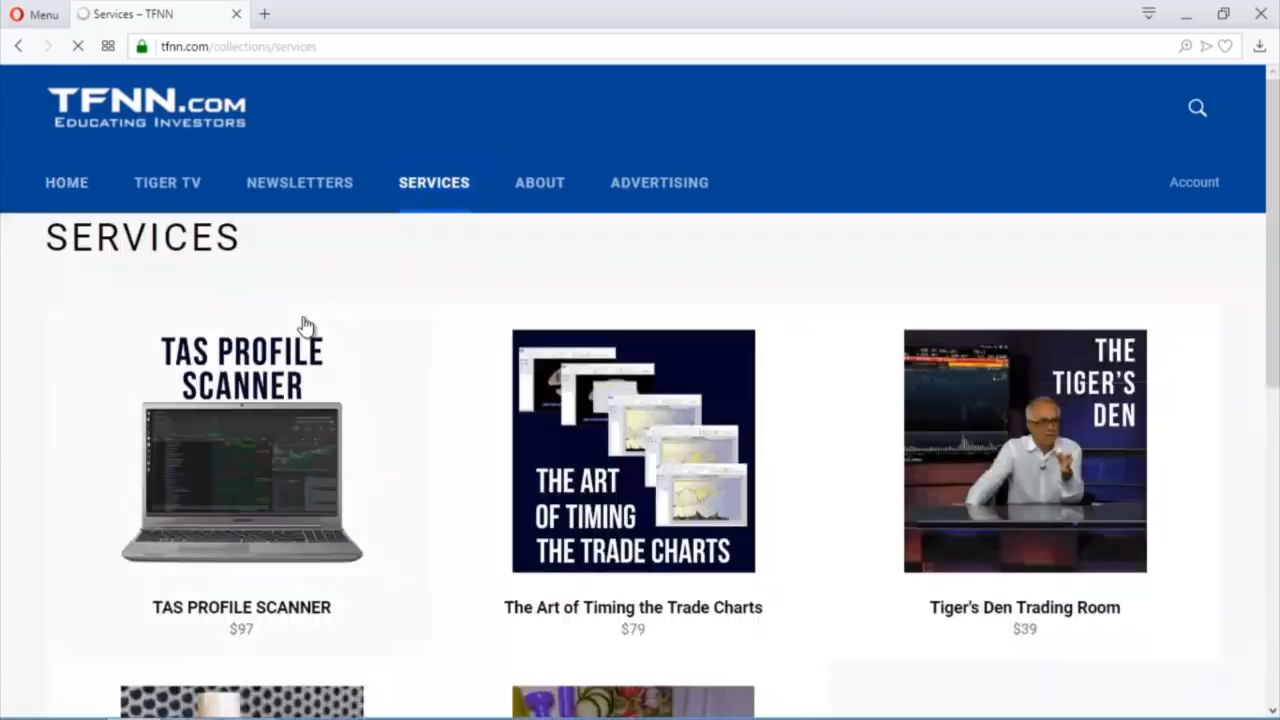 Menu
Services – TFNN
tfnn.com/collections/services
TFNN.COM
EDUCATING INVESTORS
HOME
TIGER TV
NEWSLETTERS
SERVICES
ABOUT
ADVERTISING
Account
SERVICES
TAS PROFILE
SCANNER
THE ART
OF TIMING
THE TRADE CHARTS
THE
TIGER'S
DEN
TAS PROFILE SCANNER
$97
The Art of Timing the Trade Charts
$79
Tiger's Den Trading Room
$39